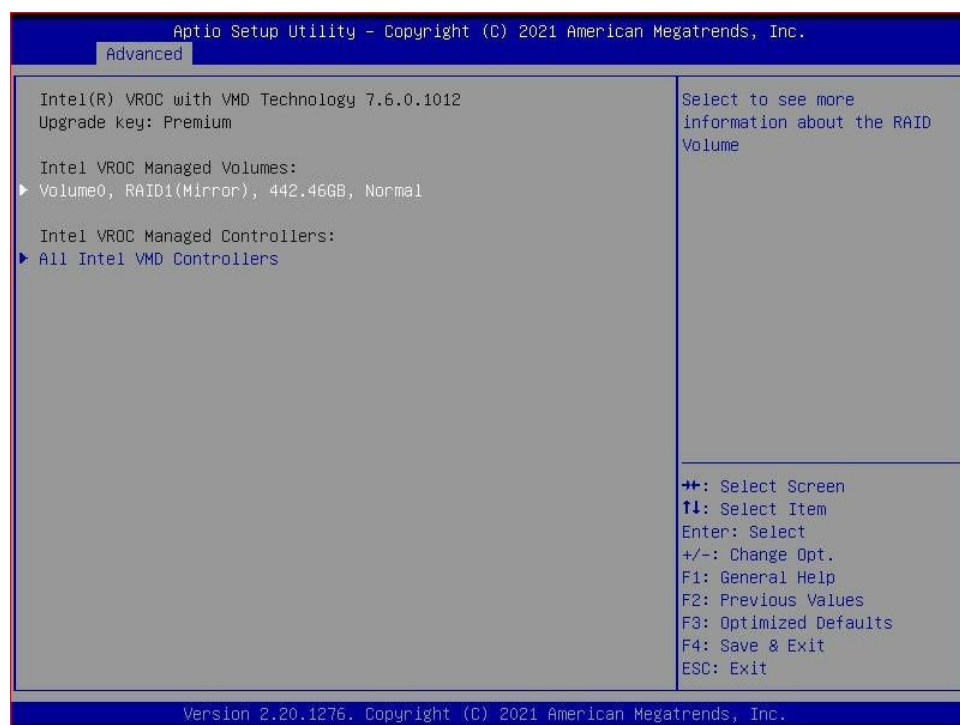 Aptio Setup Utility – Copyright (C) 2021 American Megatrends, Inc.
Advanced
Intel(R) VROC with VMD Technology 7.6.0.1012
Upgrade key: Premium
Intel VROC Managed Volumes:
▶ Volume0, RAID1(Mirror), 442.46GB, Normal
Intel VROC Managed Controllers:
▶ All Intel VMD Controllers
Select to see more
information about the RAID
Volume
→←: Select Screen
↑↓: Select Item
Enter: Select
+/-: Change Opt.
F1: General Help
F2: Previous Values
F3: Optimized Defaults
F4: Save & Exit
ESC: Exit
Version 2.20.1276. Copyright (C) 2021 American Megatrends, Inc.